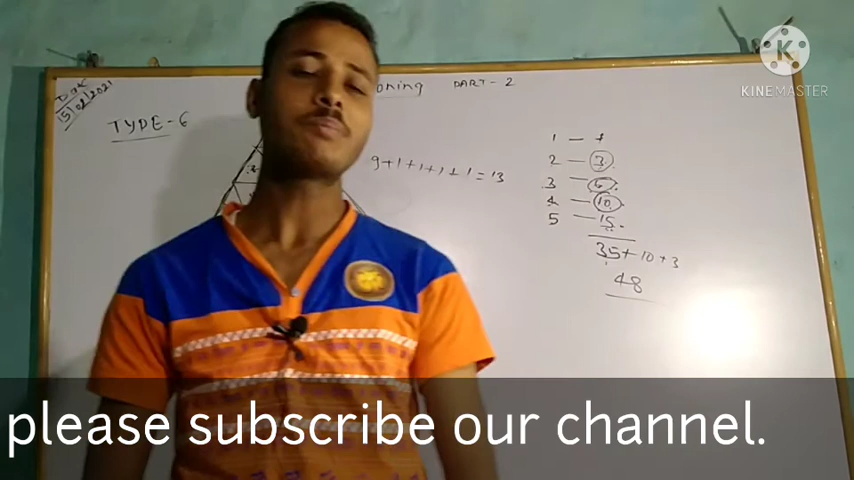 Date
15/02/2021
TYPE-6
oning PART-2
9+1+1+1+1=13
1 — 1
2 — 3
3 — 6
4 — 10
5 — 15
35+10+3
48
KINEMASTER
please subscribe our channel.